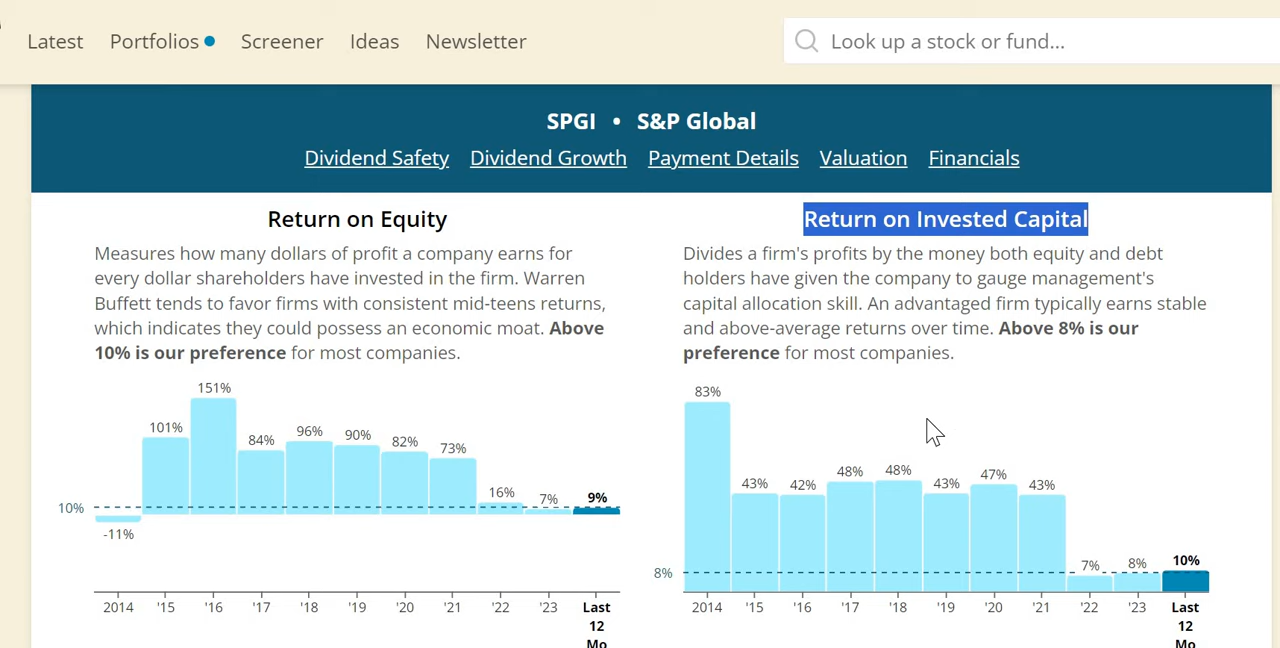 Latest Portfolios Screener Ideas Newsletter Look up a stock or fund...
SPGI • S&P Global
Dividend Safety Dividend Growth Payment Details Valuation Financials
Return on Equity
Measures how many dollars of profit a company earns for
every dollar shareholders have invested in the firm. Warren
Buffett tends to favor firms with consistent mid-teens returns,
which indicates they could possess an economic moat. Above
10% is our preference for most companies.
151%
101%
96%
90%
84%
82%
73%
16%
7%
9%
10%
-11%
2014 '15 '16 '17 '18 '19 '20 '21 '22 '23 Last
12
Mo
Return on Invested Capital
Divides a firm's profits by the money both equity and debt
holders have given the company to gauge management's
capital allocation skill. An advantaged firm typically earns stable
and above-average returns over time. Above 8% is our
preference for most companies.
83%
43%
42%
48%
48%
43%
47%
43%
7%
8%
10%
8%
2014 '15 '16 '17 '18 '19 '20 '21 '22 '23 Last
12
Mo